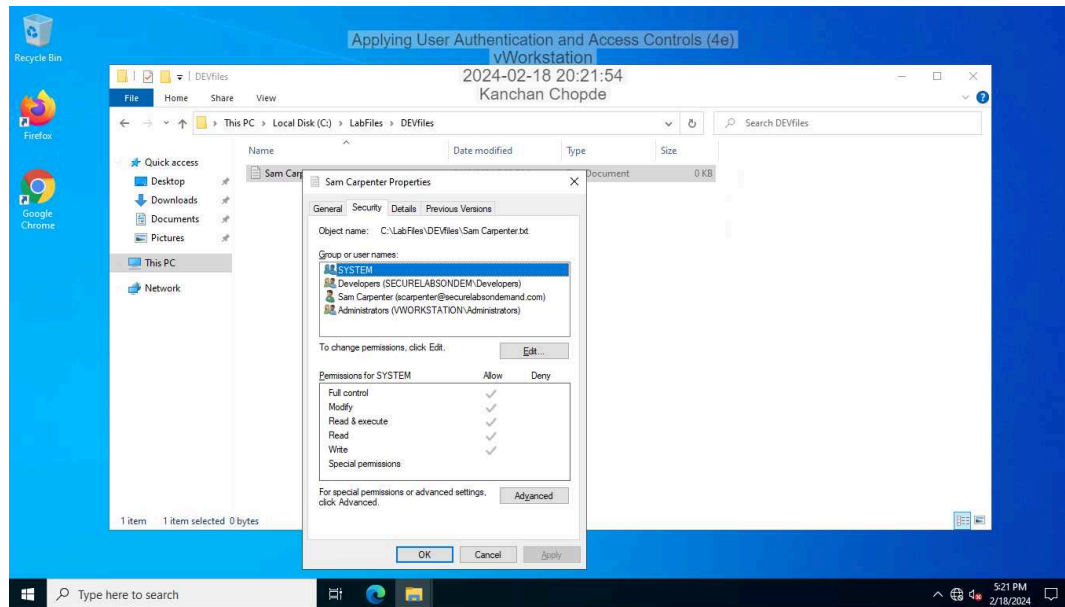 Recycle Bin
Applying User Authentication and Access Controls (4e)
vWorkstation
2024-02-18 20:21:54
Kanchan Chopde
DEVfiles
File Home Share View
This PC > Local Disk (C:) > LabFiles > DEVfiles
Search DEVfiles
Firefox
Name Date modified Type Size
Quick access
Desktop
Downloads
Documents
Pictures
This PC
Network
Google
Chrome
Sam Carp Document 0 KB
Sam Carpenter Properties
General Security Details Previous Versions
Object name: C:\LabFiles\DEVfiles\Sam Carpenter.txt
Group or user names:
SYSTEM
Developers (SECURELABSONDEM\Developers)
Sam Carpenter (scarpenter@securelabsondemand.com)
Administrators (VWORKSTATION\Administrators)
To change permissions, click Edit.
Edit...
Permissions for SYSTEM Allow Deny
Full control
Modify
Read & execute
Read
Write
Special permissions
For special permissions or advanced settings,
click Advanced.
Advanced
OK Cancel Apply
1 item 1 item selected 0 bytes
Type here to search
5:21 PM
2/18/2024